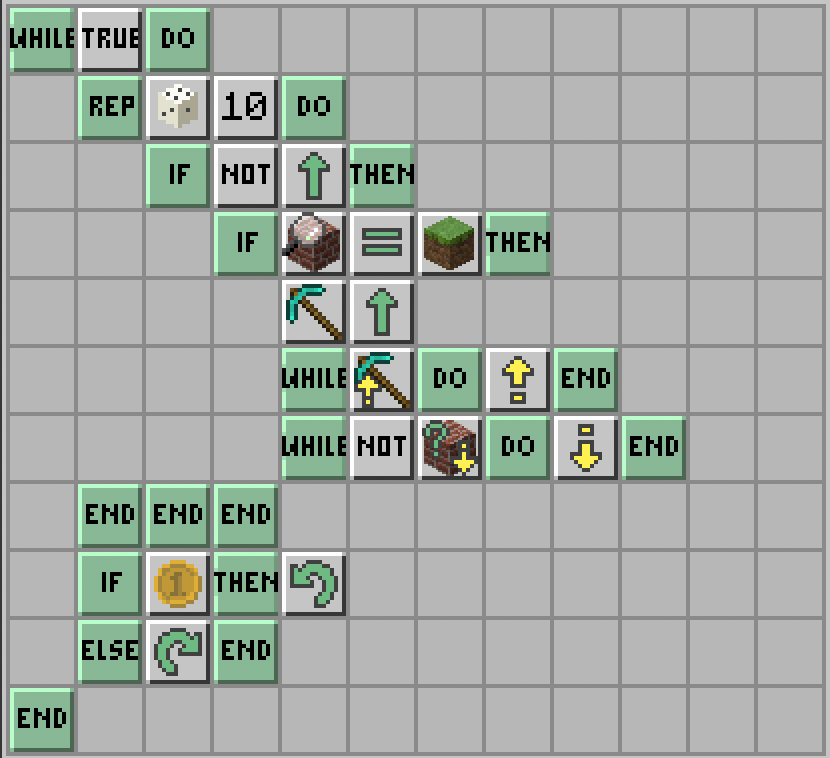 WHILE TRUE DO
REP 10 DO
IF NOT THEN
IF = THEN
WHILE DO END
WHILE NOT ? DO END
END END END
IF 1 THEN
ELSE END
END